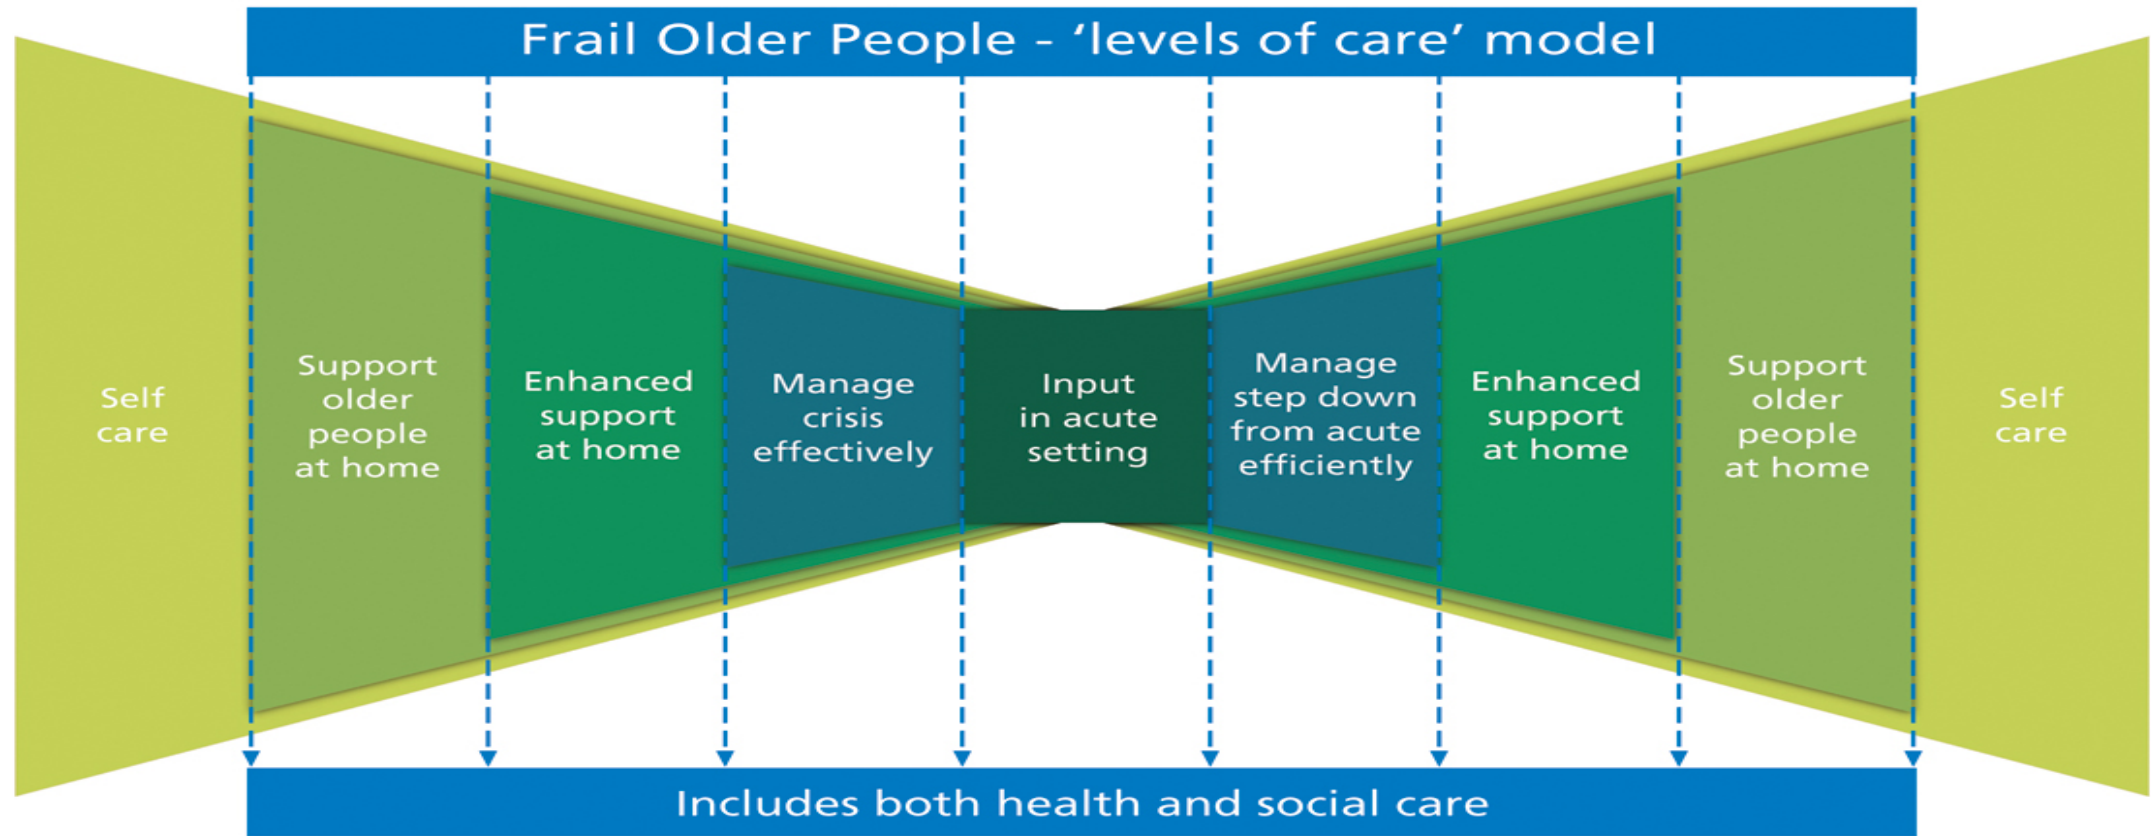 Frail Older People - ‘levels of care’ model
Self
care
Support
older
people
at home
Enhanced
support
at home
Manage
crisis
effectively
Input
in acute
setting
Manage
step down
from acute
efficiently
Enhanced
support
at home
Support
older
people
at home
Self
care
Includes both health and social care